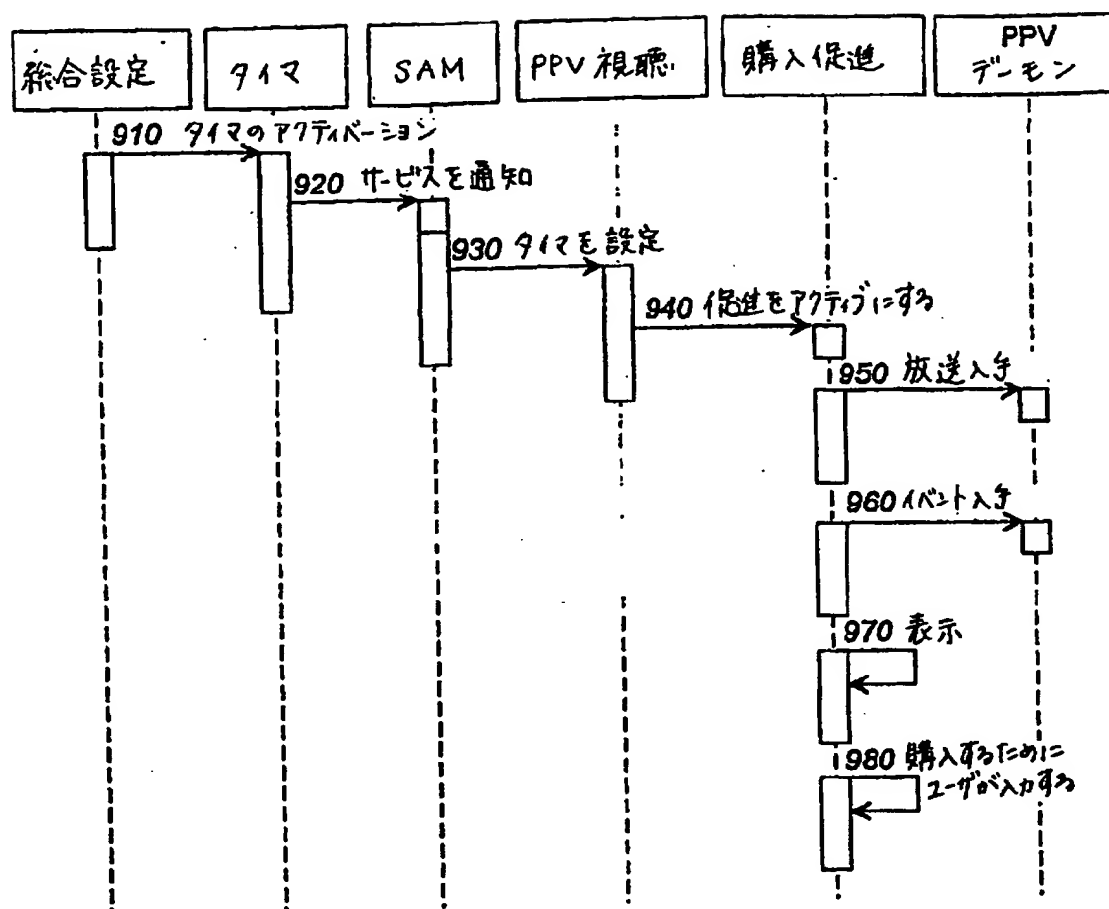 総合設定
タイマ
SAM
PPV 視聴
購入促進
PPV
デーモン
910 タイマのアクティベーション
920 サービスを通知
930 タイマを設定
940 促進をアクティブにする
950 放送入手
960 イベント入手
970 表示
980 購入するために
ユーザが入力する